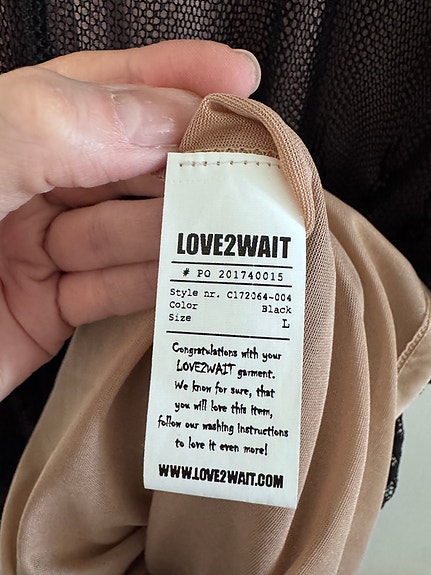 LOVE2WAIT
# PO 201740015
Style nr. C172064-004
Color Black
Size L
Congratulations with your
LOVE2WAIT garment.
We know for sure, that
you will love this item,
follow our washing instructions
to love it even more!
WWW.LOVE2WAIT.COM